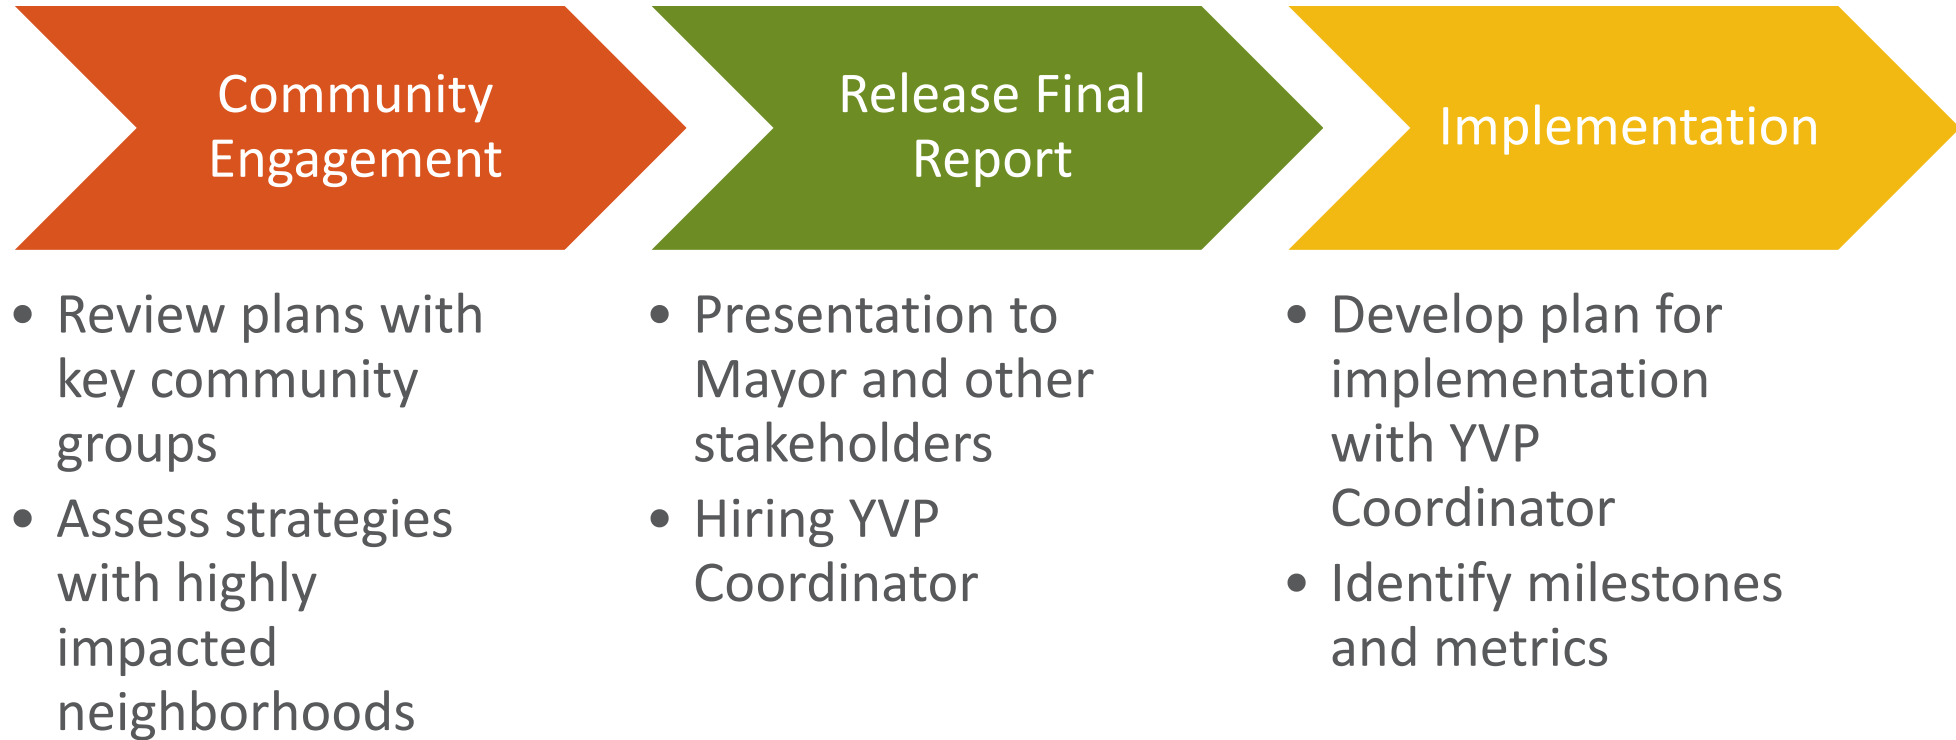 Community
Engagement
Release Final
Report
Implementation
• Review plans with
key community
groups
• Assess strategies
with highly
impacted
neighborhoods
• Presentation to
Mayor and other
stakeholders
• Hiring YVP
Coordinator
• Develop plan for
implementation
with YVP
Coordinator
• Identify milestones
and metrics